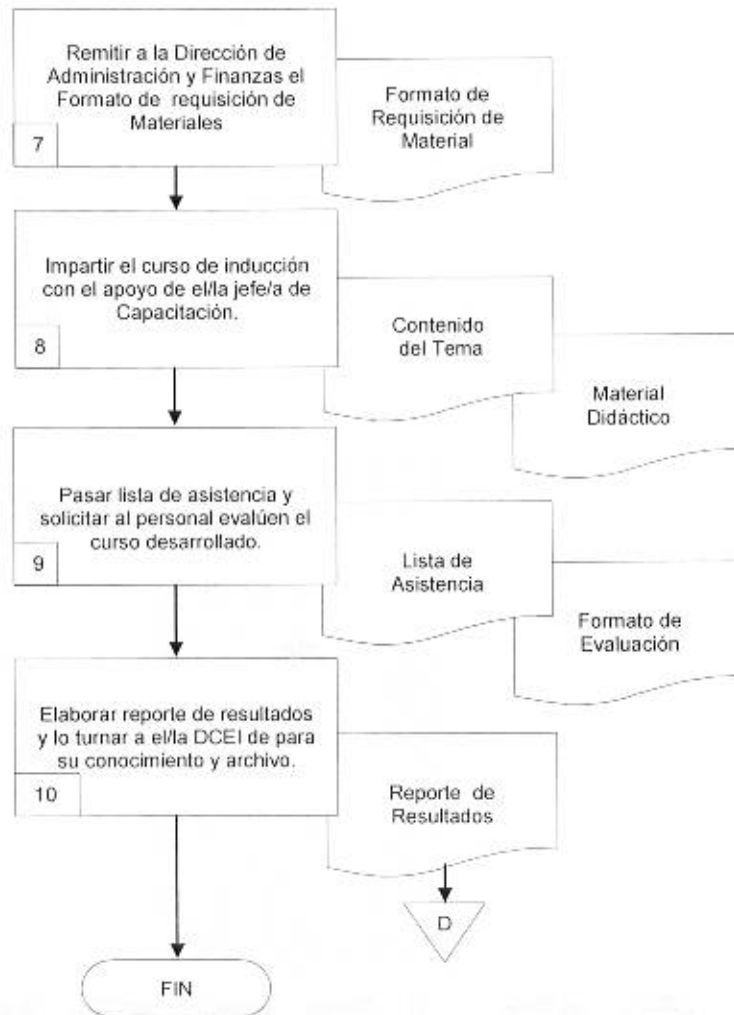 Remitir a la Dirección de
Administración y Finanzas el
Formato de requisición de
Materiales
7
Formato de
Requisición de
Material
Impartir el curso de inducción
con el apoyo de el/la jefe/a de
Capacitación.
8
Contenido
del Tema
Material
Didáctico
Pasar lista de asistencia y
solicitar al personal evalúen el
curso desarrollado.
9
Lista de
Asistencia
Formato de
Evaluación
Elaborar reporte de resultados
y lo turnar a el/la DCEI de para
su conocimiento y archivo.
10
Reporte de
Resultados
D
FIN